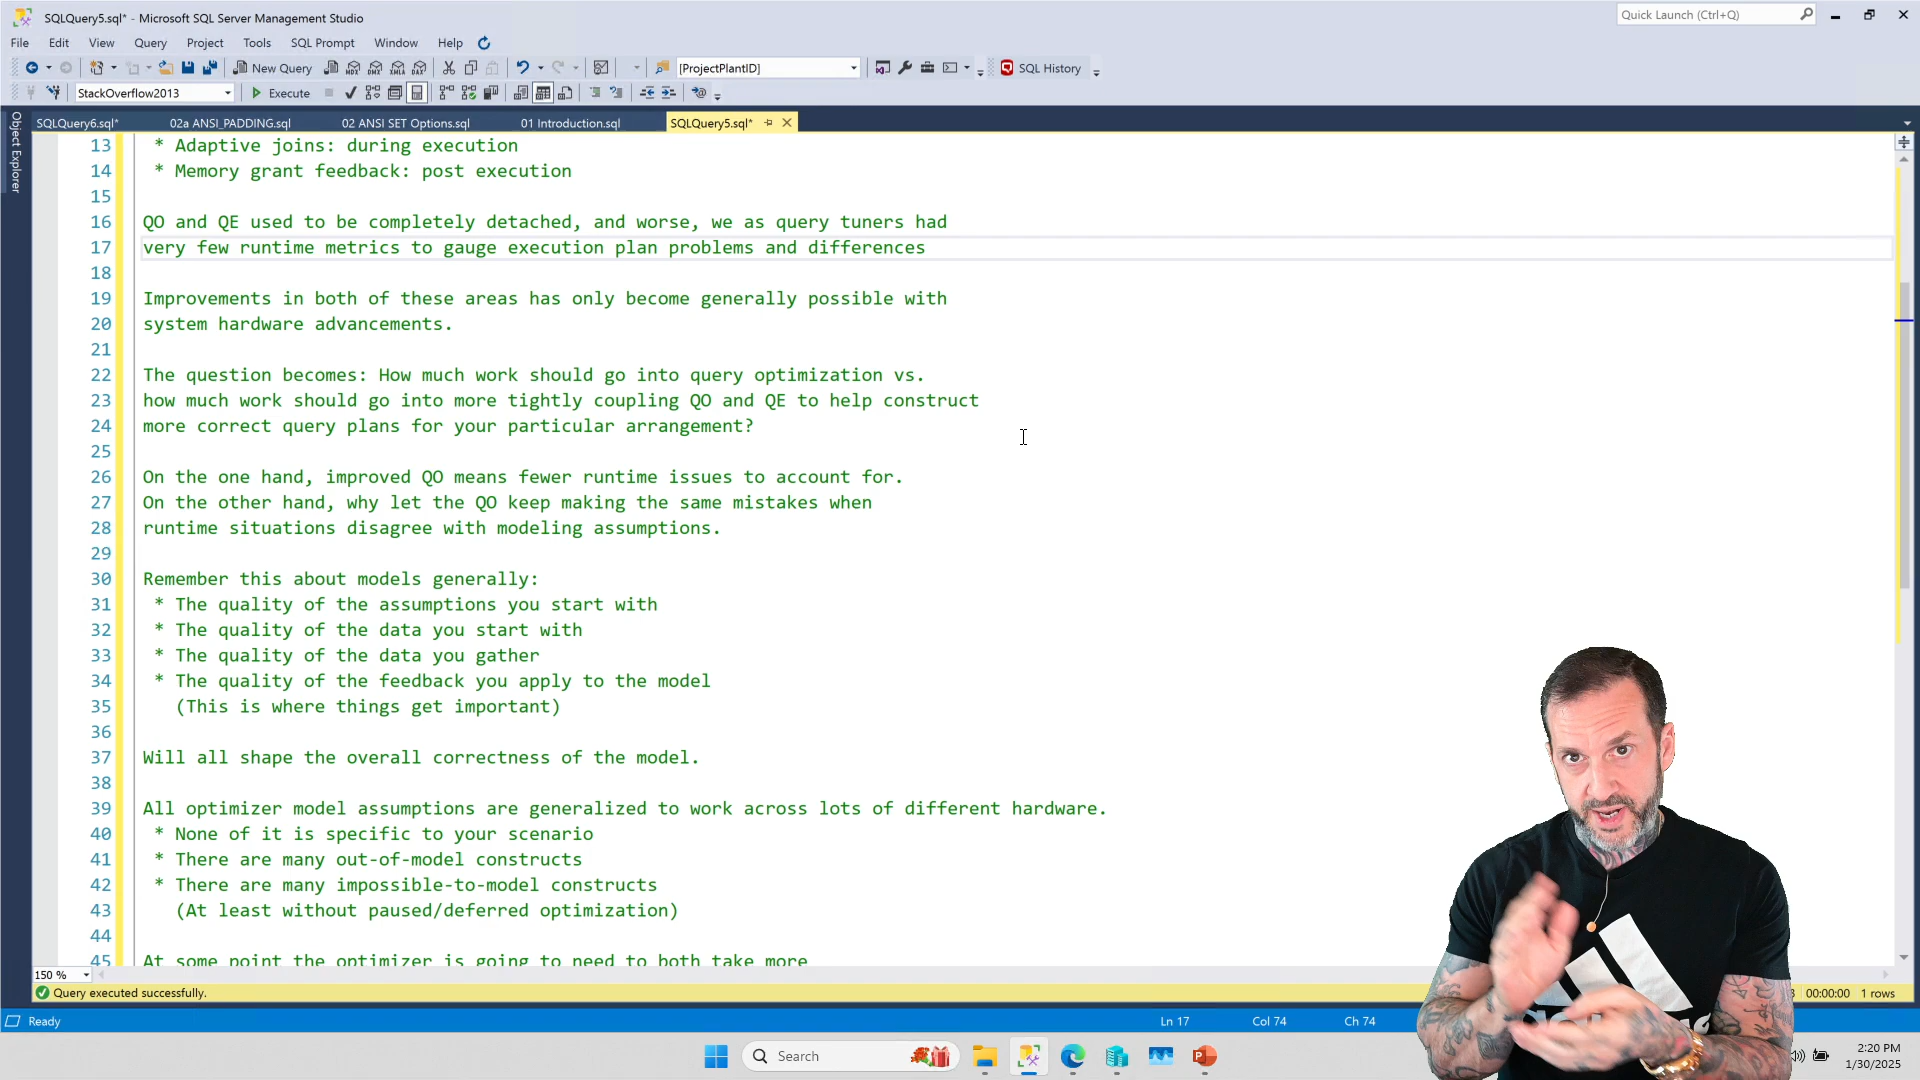 SQLQuery5.sql* - Microsoft SQL Server Management Studio
Quick Launch (Ctrl+Q)
File Edit View Query Project Tools SQL Prompt Window Help
New Query MDX DMX XMLA DAX [ProjectPlantID] SQL History
StackOverflow2013 Execute
SQLQuery6.sql* 02a ANSI_PADDING.sql 02 ANSI SET Options.sql 01 Introduction.sql SQLQuery5.sql*
Object Explorer
13 * Adaptive joins: during execution
14 * Memory grant feedback: post execution
15
16 QO and QE used to be completely detached, and worse, we as query tuners had
17 very few runtime metrics to gauge execution plan problems and differences
18
19 Improvements in both of these areas has only become generally possible with
20 system hardware advancements.
21
22 The question becomes: How much work should go into query optimization vs.
23 how much work should go into more tightly coupling QO and QE to help construct
24 more correct query plans for your particular arrangement?
25
26 On the one hand, improved QO means fewer runtime issues to account for.
27 On the other hand, why let the QO keep making the same mistakes when
28 runtime situations disagree with modeling assumptions.
29
30 Remember this about models generally:
31 * The quality of the assumptions you start with
32 * The quality of the data you start with
33 * The quality of the data you gather
34 * The quality of the feedback you apply to the model
35 (This is where things get important)
36
37 Will all shape the overall correctness of the model.
38
39 All optimizer model assumptions are generalized to work across lots of different hardware.
40 * None of it is specific to your scenario
41 * There are many out-of-model constructs
42 * There are many impossible-to-model constructs
43 (At least without paused/deferred optimization)
44
45 At some point the optimizer is going to need to both take more
150 %
Query executed successfully. 00:00:00 1 rows
Ready Ln 17 Col 74 Ch 74
Search
2:20 PM
1/30/2025